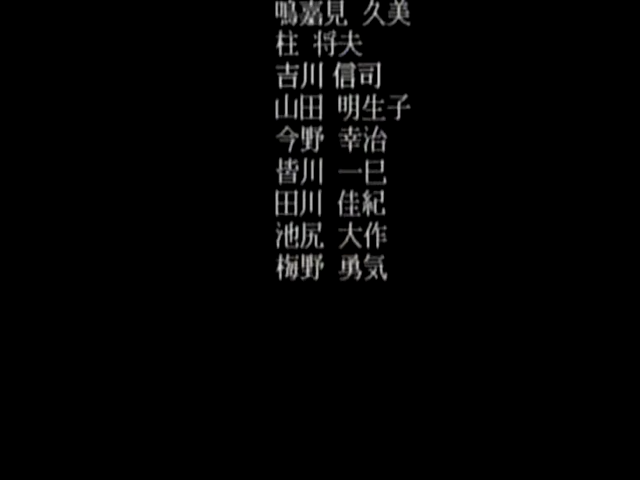 鳴嘉見 久美
柱 将夫
吉川 信司
山田 明生子
今野 幸治
皆川 一巳
田川 佳紀
池尻 大作
梅野 勇気